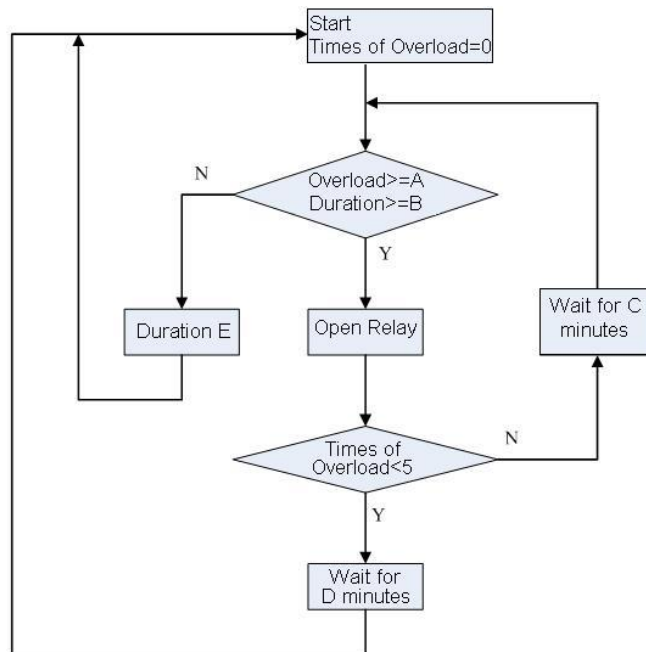 Start
Times of Overload=0
N
Overload>=A
Duration>=B
Y
Duration E
Open Relay
Wait for C
minutes
Times of
Overload<5
N
Y
Wait for
D minutes